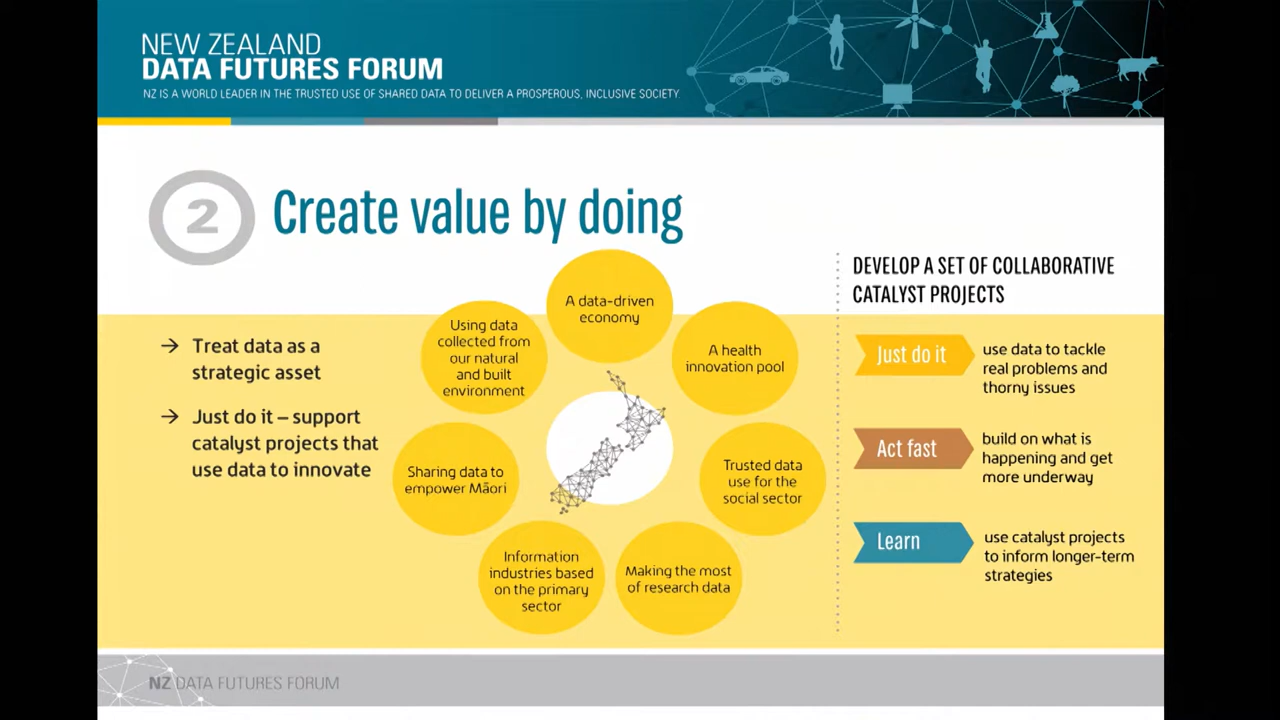 NEW ZEALAND
DATA FUTURES FORUM
NZ IS A WORLD LEADER IN THE TRUSTED USE OF SHARED DATA TO DELIVER A PROSPEROUS, INCLUSIVE SOCIETY.
2
Create value by doing
→ Treat data as a
strategic asset
→ Just do it – support
catalyst projects that
use data to innovate
A data-driven
economy
A health
innovation pool
Trusted data
use for the
social sector
Making the most
of research data
Information
industries based
on the primary
sector
Sharing data to
empower Māori
Using data
collected from
our natural
and built
environment
DEVELOP A SET OF COLLABORATIVE
CATALYST PROJECTS
Just do it
use data to tackle
real problems and
thorny issues
Act fast
build on what is
happening and get
more underway
Learn
use catalyst projects
to inform longer-term
strategies
NZ DATA FUTURES FORUM